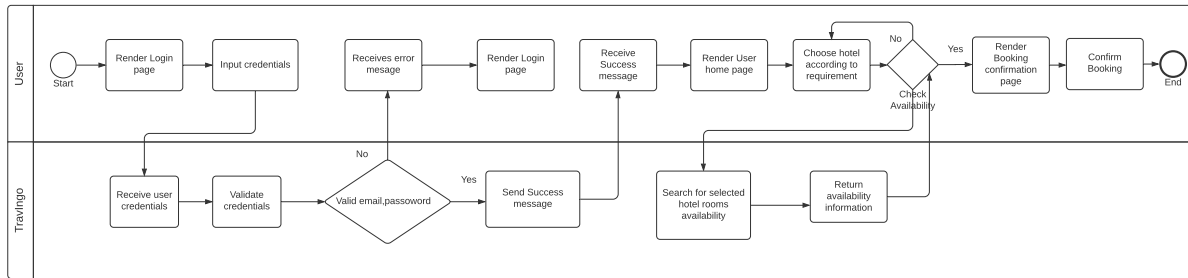 User
Start
Render Login
page
Input credentials
Receives error
mesage
Render Login
page
Receive
Success
message
Render User
home page
Choose hotel
according to
requirement
No
Check
Availability
Yes
Render
Booking
confirmation
page
Confirm
Booking
End
TravIngo
Receive user
credentials
Validate
credentials
No
Valid email,passoword
Yes
Send Success
message
Search for selected
hotel rooms
availability
Return
availability
information